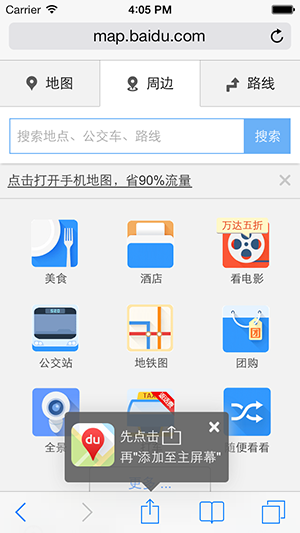 Carrier 4:05 PM
map.baidu.com
地图 周边 路线
搜索地点、公交车、路线 搜索
点击打开手机地图，省90%流量
万达五折
美食 酒店 看电影
公交站 地铁图 团购
团
TAXI
全景 随便看看
du
先点击
再"添加至主屏幕"
更多